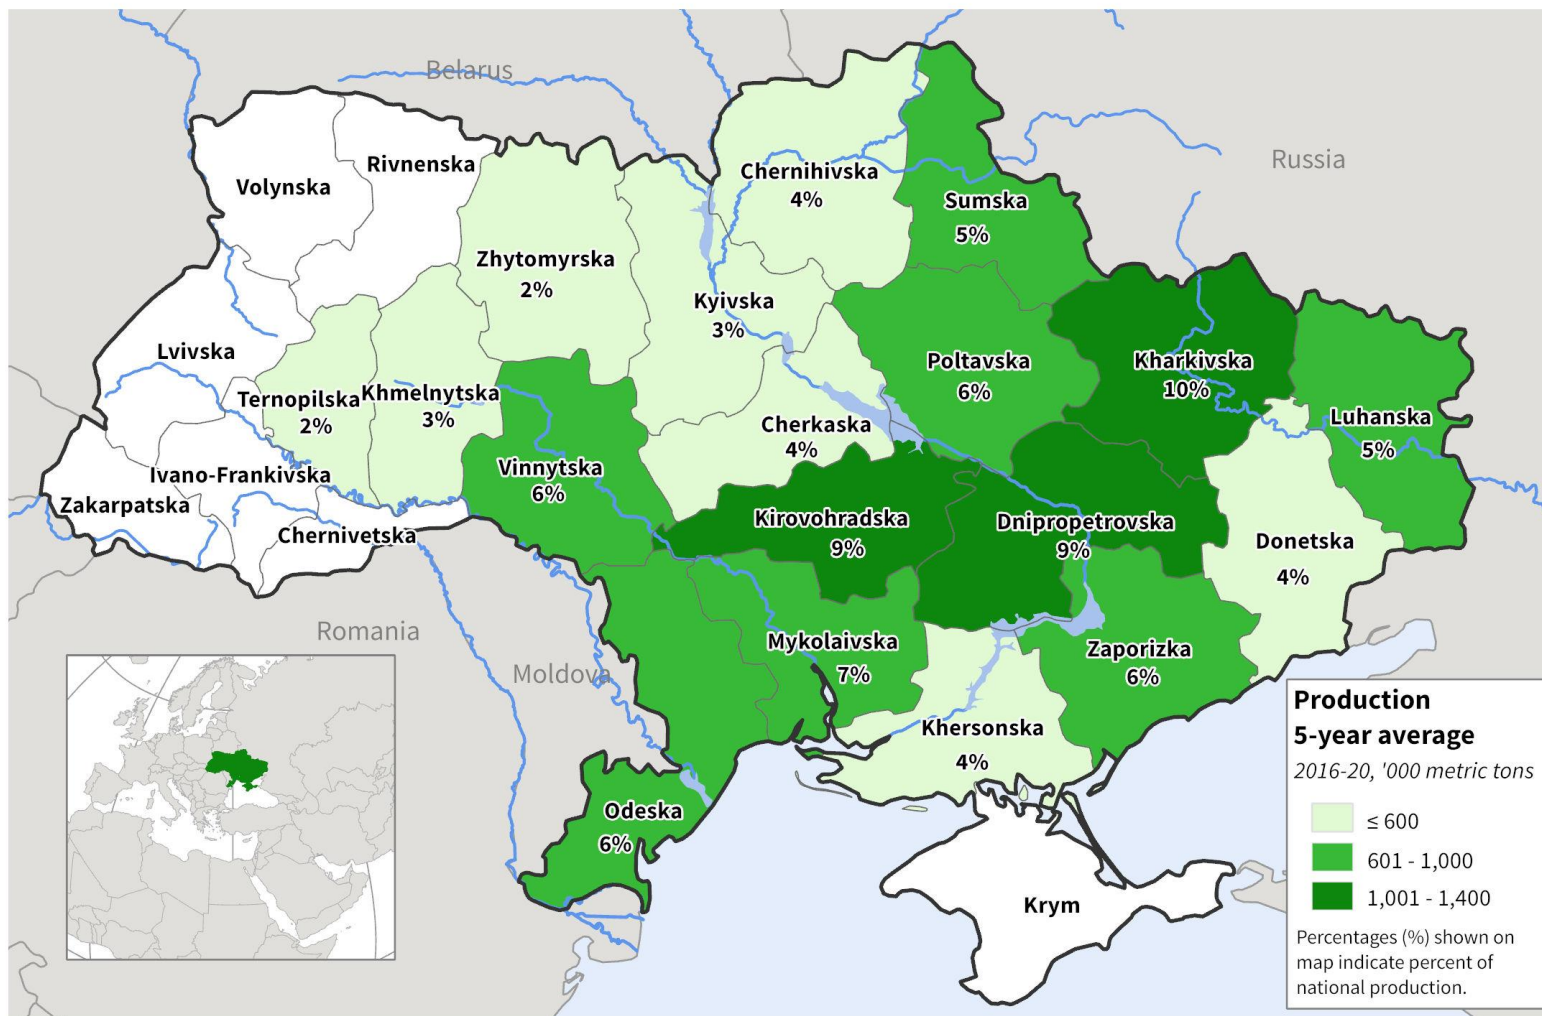 Belarus
Russia
Rivnenska
Volynska
Chernihivska
4%
Sumska
5%
Zhytomyrska
2%
Kyivska
3%
Lvivska
Poltavska
6%
Kharkivska
10%
Ternopilska
2%
Khmelnytska
3%
Cherkaska
4%
Luhanska
5%
Vinnytska
6%
Ivano-Frankivska
Zakarpatska
Chernivetska
Kirovohradska
9%
Dnipropetrovska
9%
Donetska
4%
Romania
Moldova
Mykolaivska
7%
Zaporizka
6%
Khersonska
4%
Odeska
6%
Krym
Production
5-year average
2016-20, '000 metric tons
≤ 600
601 - 1,000
1,001 - 1,400
Percentages (%) shown on
map indicate percent of
national production.